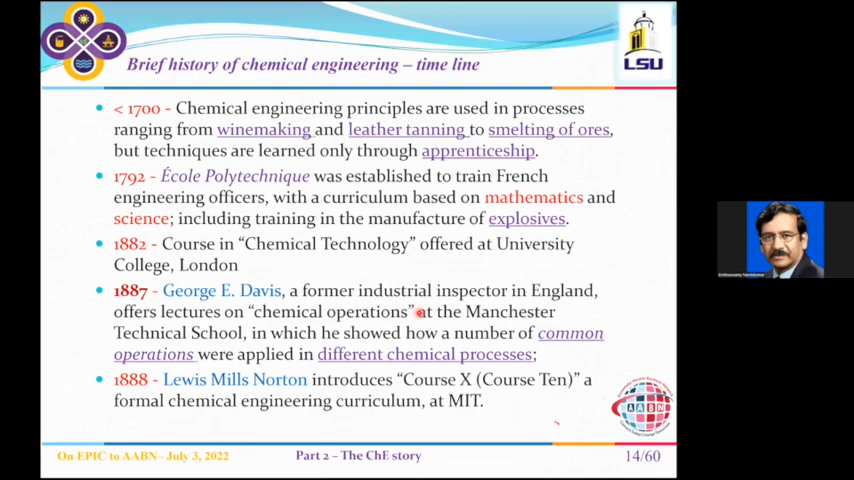 Brief history of chemical engineering – time line
LSU
< 1700 - Chemical engineering principles are used in processes
ranging from winemaking and leather tanning to smelting of ores,
but techniques are learned only through apprenticeship.
1792 - École Polytechnique was established to train French
engineering officers, with a curriculum based on mathematics and
science; including training in the manufacture of explosives.
1882 - Course in “Chemical Technology” offered at University
College, London
1887 - George E. Davis, a former industrial inspector in England,
offers lectures on “chemical operations” at the Manchester
Technical School, in which he showed how a number of common
operations were applied in different chemical processes;
1888 - Lewis Mills Norton introduces “Course X (Course Ten)” a
formal chemical engineering curriculum, at MIT.
AABN
On EPIC to AABN– July 3, 2022
Part 2 – The ChE story
14/60